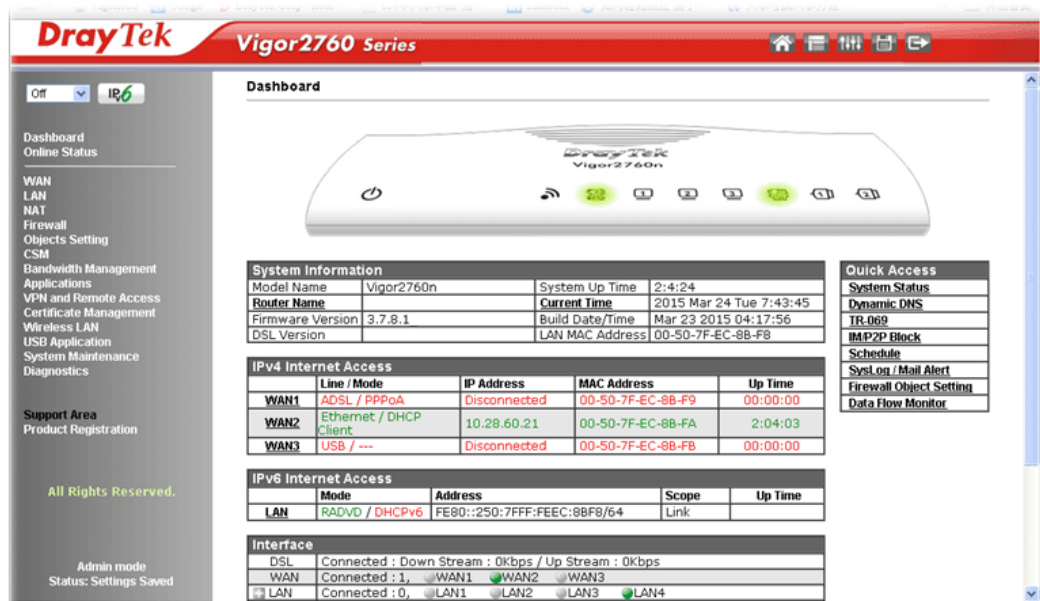 DrayTek
Vigor2760 Series
Off
IPv6
Dashboard
Online Status
WAN
LAN
NAT
Firewall
Objects Setting
CSM
Bandwidth Management
Applications
VPN and Remote Access
Certificate Management
Wireless LAN
USB Application
System Maintenance
Diagnostics
Support Area
Product Registration
All Rights Reserved.
Admin mode
Status: Settings Saved
Dashboard
DrayTek
Vigor2760n
1 2 3 1 2
System Information
Model Name Vigor2760n System Up Time 2:4:24
Router Name Current Time 2015 Mar 24 Tue 7:43:45
Firmware Version 3.7.8.1 Build Date/Time Mar 23 2015 04:17:56
DSL Version LAN MAC Address 00-50-7F-EC-8B-F8
IPv4 Internet Access
Line / Mode IP Address MAC Address Up Time
WAN1 ADSL / PPPoA Disconnected 00-50-7F-EC-8B-F9 00:00:00
WAN2 Ethernet / DHCP Client 10.28.60.21 00-50-7F-EC-8B-FA 2:04:03
WAN3 USB / --- Disconnected 00-50-7F-EC-8B-FB 00:00:00
IPv6 Internet Access
Mode Address Scope Up Time
LAN RADVD / DHCPv6 FE80::250:7FFF:FEEC:8BF8/64 Link
Interface
DSL Connected : Down Stream : 0Kbps / Up Stream : 0Kbps
WAN Connected : 1, WAN1 WAN2 WAN3
LAN Connected : 0, LAN1 LAN2 LAN3 LAN4
Quick Access
System Status
Dynamic DNS
TR-069
IM/P2P Block
Schedule
SysLog / Mail Alert
Firewall Object Setting
Data Flow Monitor